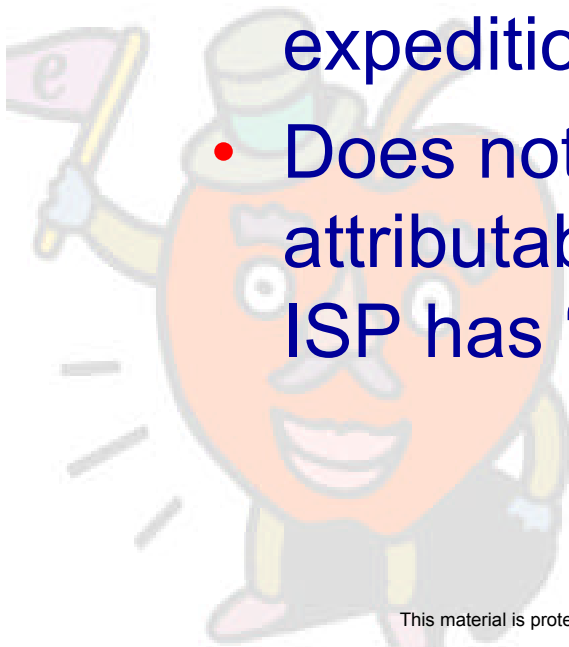 e
expeditio
• Does not
attributab
ISP has "
This material is prote